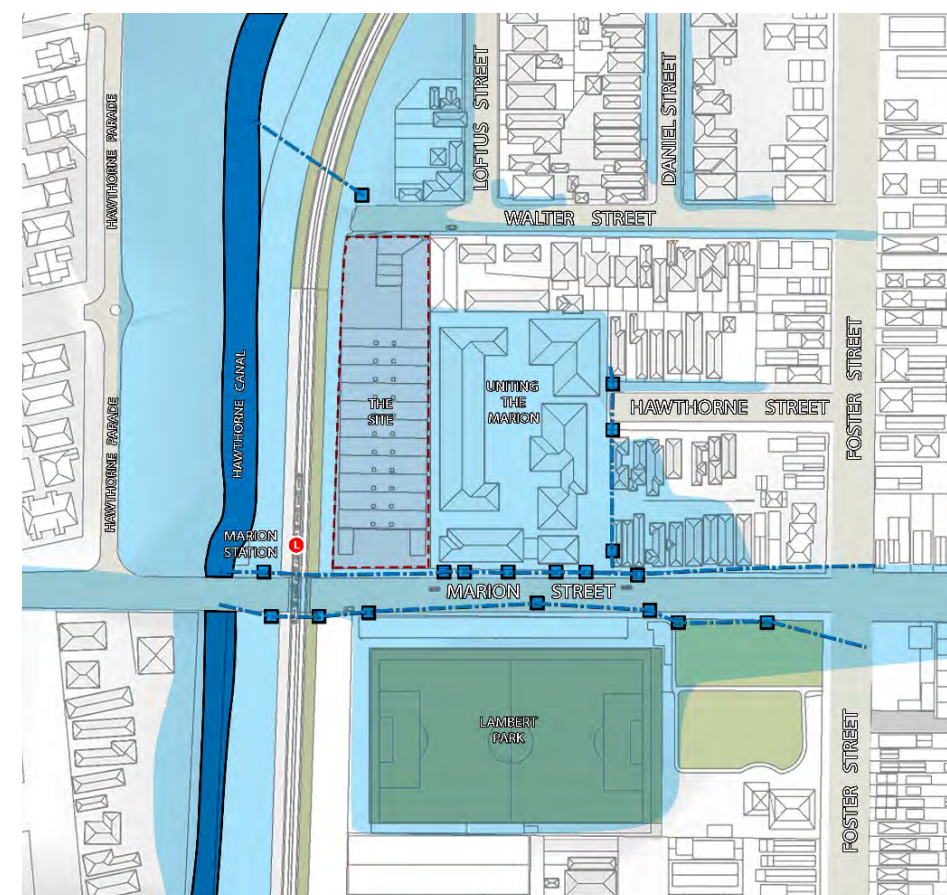 HAWTHORNE PARADE
LOFTUS STREET
DANIEL STREET
WALTER STREET
HAWTHORNE CANAL
THE
SITE
UNITING
THE
MARION
HAWTHORNE STREET
FOSTER STREET
HAWTHORNE PARADE
MARION
STATION
L
MARION STREET
LAMBERT
PARK
FOSTER STREET